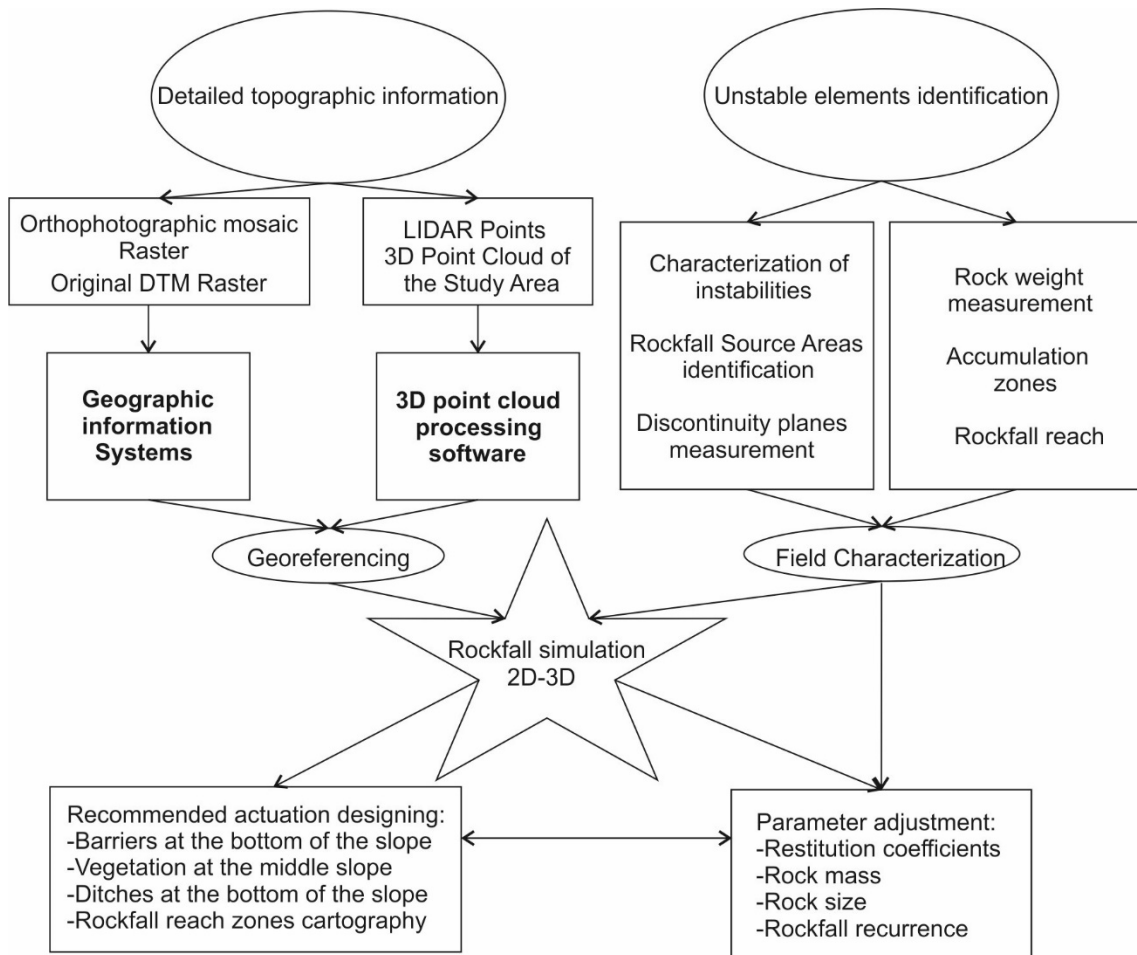 Detailed topographic information
Unstable elements identification
Orthophotographic mosaic
Raster
Original DTM Raster
LIDAR Points
3D Point Cloud of
the Study Area
Characterization of
instabilities
Rockfall Source Areas
identification
Discontinuity planes
measurement
Rock weight
measurement
Accumulation
zones
Rockfall reach
Geographic
information
Systems
3D point cloud
processing
software
Georeferencing
Field Characterization
Rockfall simulation
2D-3D
Recommended actuation designing:
-Barriers at the bottom of the slope
-Vegetation at the middle slope
-Ditches at the bottom of the slope
-Rockfall reach zones cartography
Parameter adjustment:
-Restitution coefficients
-Rock mass
-Rock size
-Rockfall recurrence